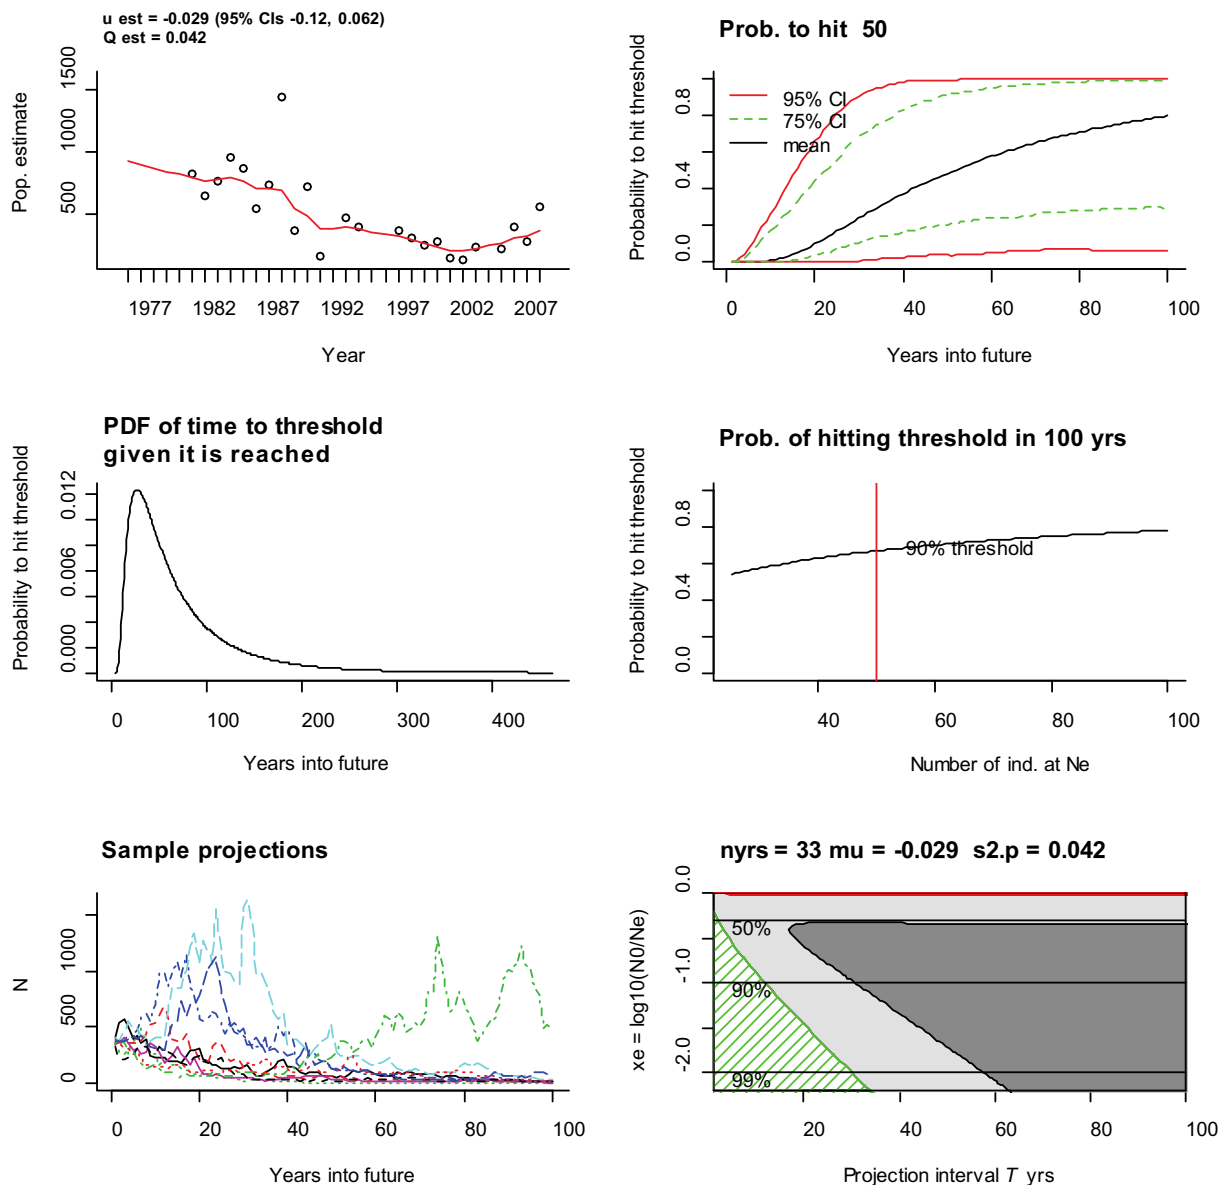 u est = -0.029 (95% CIs -0.12, 0.062)
Q est = 0.042
1500
1000
500
Pop. estimate
1977 1982 1987 1992 1997 2002 2007
Year
Prob. to hit 50
0.8
0.4
0.0
Probability to hit threshold
95% CI
75% CI
mean
0 20 40 60 80 100
Years into future
PDF of time to threshold
given it is reached
0.012
0.006
0.000
Probability to hit threshold
0 100 200 300 400
Years into future
Prob. of hitting threshold in 100 yrs
0.8
0.4
0.0
Probability to hit threshold
90% threshold
40 60 80 100
Number of ind. at Ne
Sample projections
1000
500
0
N
0 20 40 60 80 100
Years into future
nyrs = 33 mu = -0.029 s2.p = 0.042
0.0
-1.0
-2.0
xe = log10(N0/Ne)
50%
90%
99%
0 20 40 60 80 100
Projection interval T yrs